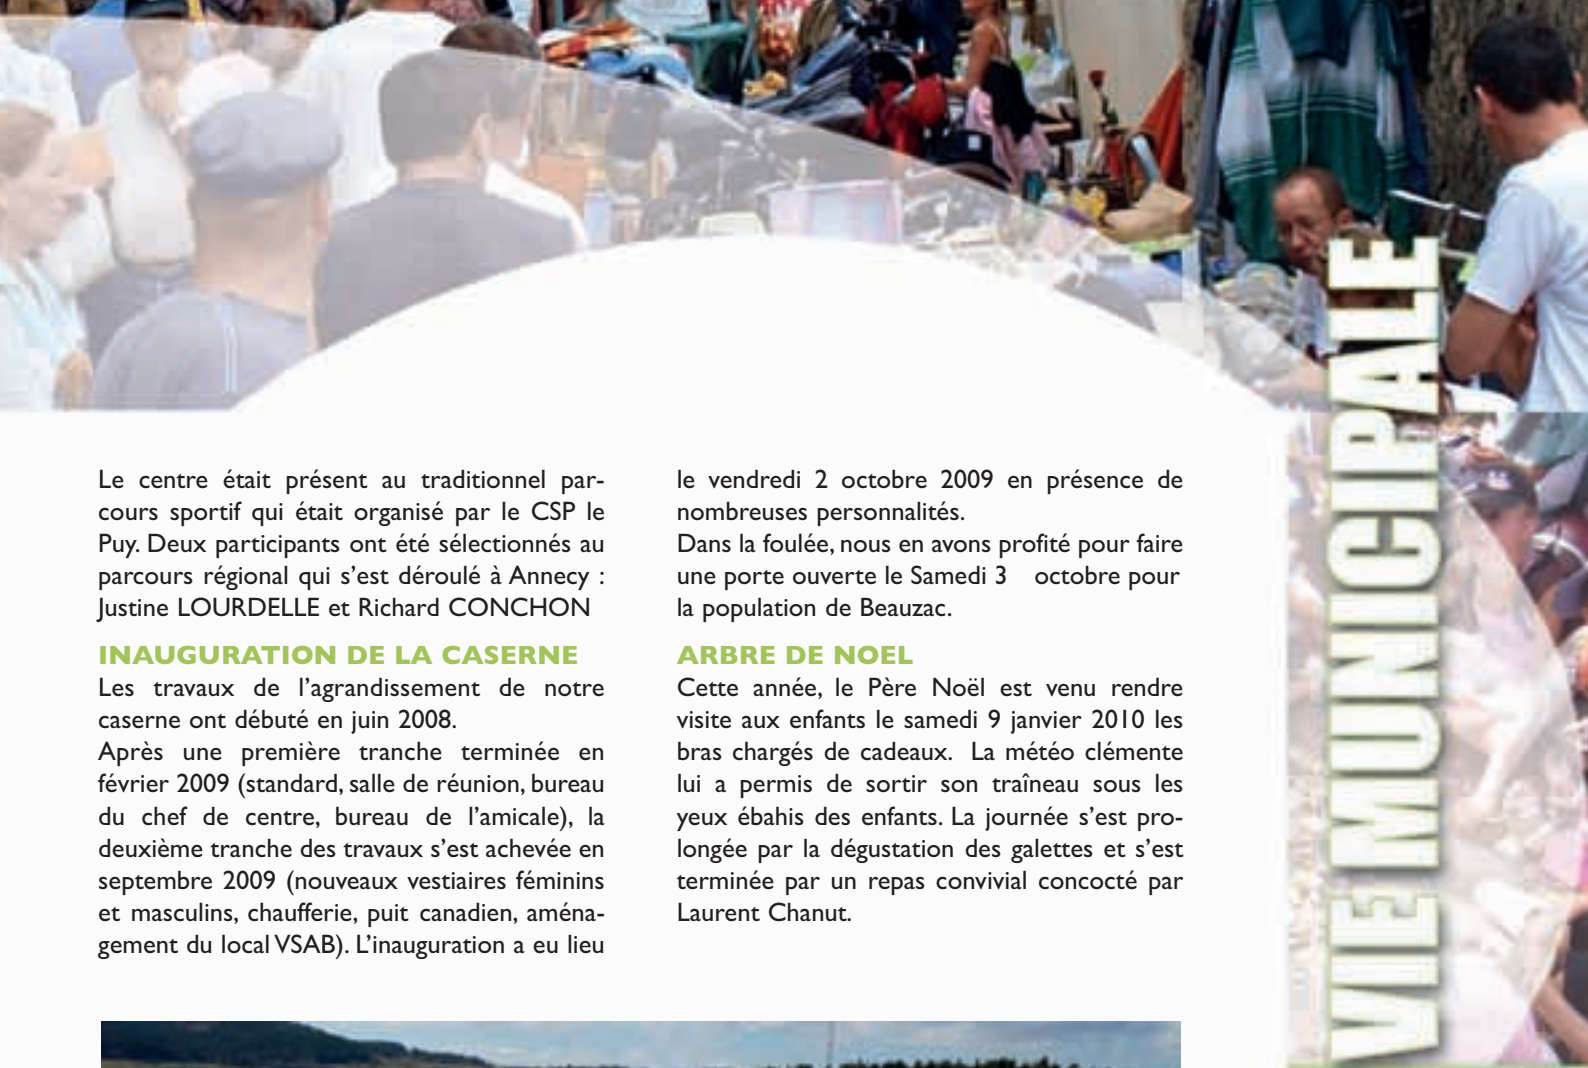 Le centre était présent au traditionnel par-
cours sportif qui était organisé par le CSP le
Puy. Deux participants ont été sélectionnés au
parcours régional qui s’est déroulé à Annecy :
Justine LOURDELLE et Richard CONCHON
INAUGURATION DE LA CASERNE
Les travaux de l’agrandissement de notre
caserne ont débuté en juin 2008.
Après une première tranche terminée en
février 2009 (standard, salle de réunion, bureau
du chef de centre, bureau de l’amicale), la
deuxième tranche des travaux s’est achevée en
septembre 2009 (nouveaux vestiaires féminins
et masculins, chaufferie, puit canadien, aména-
gement du local VSAB). L’inauguration a eu lieu
le vendredi 2 octobre 2009 en présence de
nombreuses personnalités.
Dans la foulée, nous en avons profité pour faire
une porte ouverte le Samedi 3 octobre pour
la population de Beauzac.
ARBRE DE NOEL
Cette année, le Père Noël est venu rendre
visite aux enfants le samedi 9 janvier 2010 les
bras chargés de cadeaux. La météo clémente
lui a permis de sortir son traîneau sous les
yeux ébahis des enfants. La journée s’est pro-
longée par la dégustation des galettes et s’est
terminée par un repas convivial concocté par
Laurent Chanut.
VIE MUNICIPALE